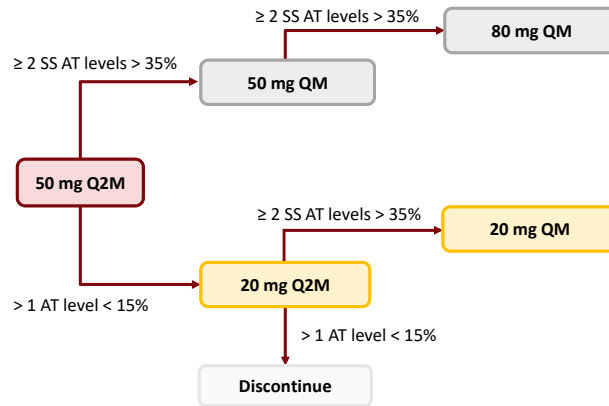 ≥ 2 SS AT levels > 35%
80 mg QM
≥ 2 SS AT levels > 35%
50 mg QM
50 mg Q2M
≥ 2 SS AT levels > 35%
20 mg QM
> 1 AT level < 15%
20 mg Q2M
> 1 AT level < 15%
Discontinue